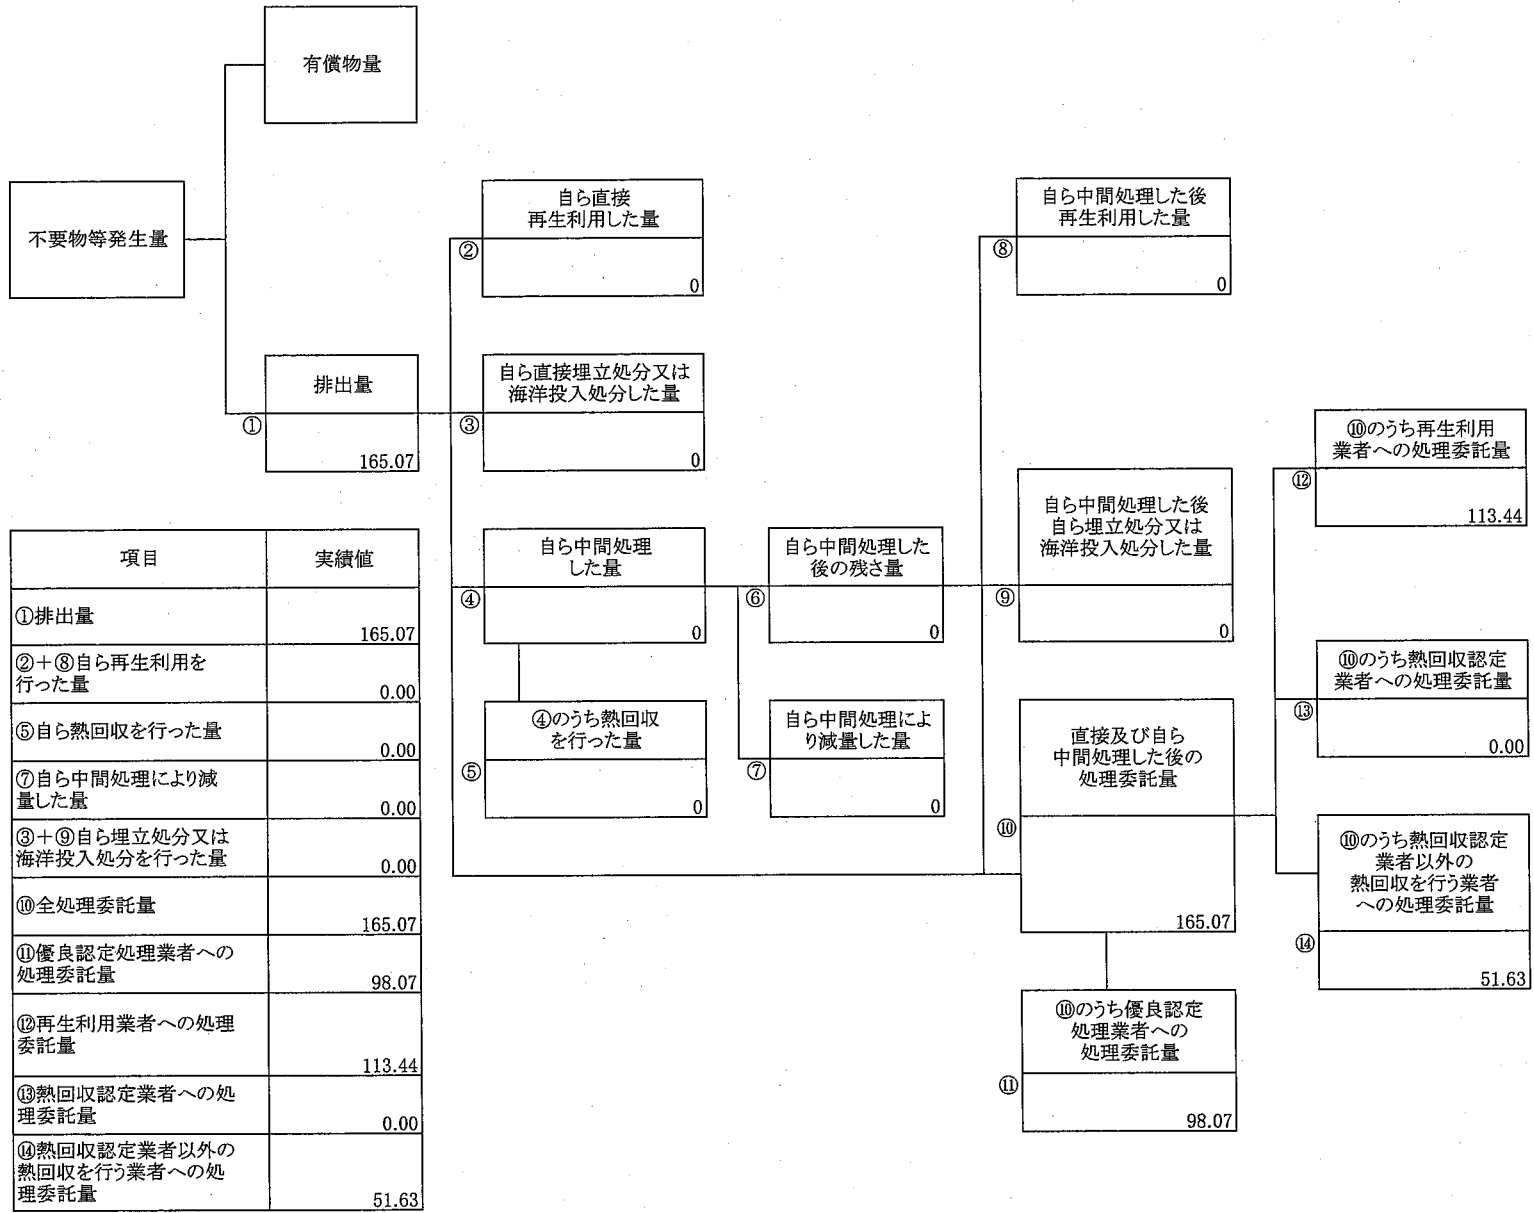 有償物量
不要物等発生量
排出量
①
165.07
自ら直接
再生利用した量
②
0
自ら直接埋立処分又は
海洋投入処分した量
③
0
自ら中間処理
した量
④
0
④のうち熱回収
を行った量
⑤
0
自ら中間処理した
後の残さ量
⑥
0
自ら中間処理によ
り減量した量
⑦
0
自ら中間処理した後
再生利用した量
⑧
0
自ら中間処理した後
自ら埋立処分又は
海洋投入処分した量
⑨
0
直接及び自ら
中間処理した後の
処理委託量
⑩
165.07
⑩のうち優良認定
処理業者への
処理委託量
⑪
98.07
⑩のうち再生利用
業者への処理委託量
⑫
113.44
⑩のうち熱回収認定
業者への処理委託量
⑬
0.00
⑩のうち熱回収認定
業者以外の
熱回収を行う業者
への処理委託量
⑭
51.63
項目 実績値
①排出量
165.07
②＋⑧自ら再生利用を
行った量
0.00
⑤自ら熱回収を行った量
0.00
⑦自ら中間処理により減
量した量
0.00
③＋⑨自ら埋立処分又は
海洋投入処分を行った量
0.00
⑩全処理委託量
165.07
⑪優良認定処理業者への
処理委託量
98.07
⑫再生利用業者への処理
委託量
113.44
⑬熱回収認定業者への処
理委託量
0.00
⑭熱回収認定業者以外の
熱回収を行う業者への処
理委託量
51.63